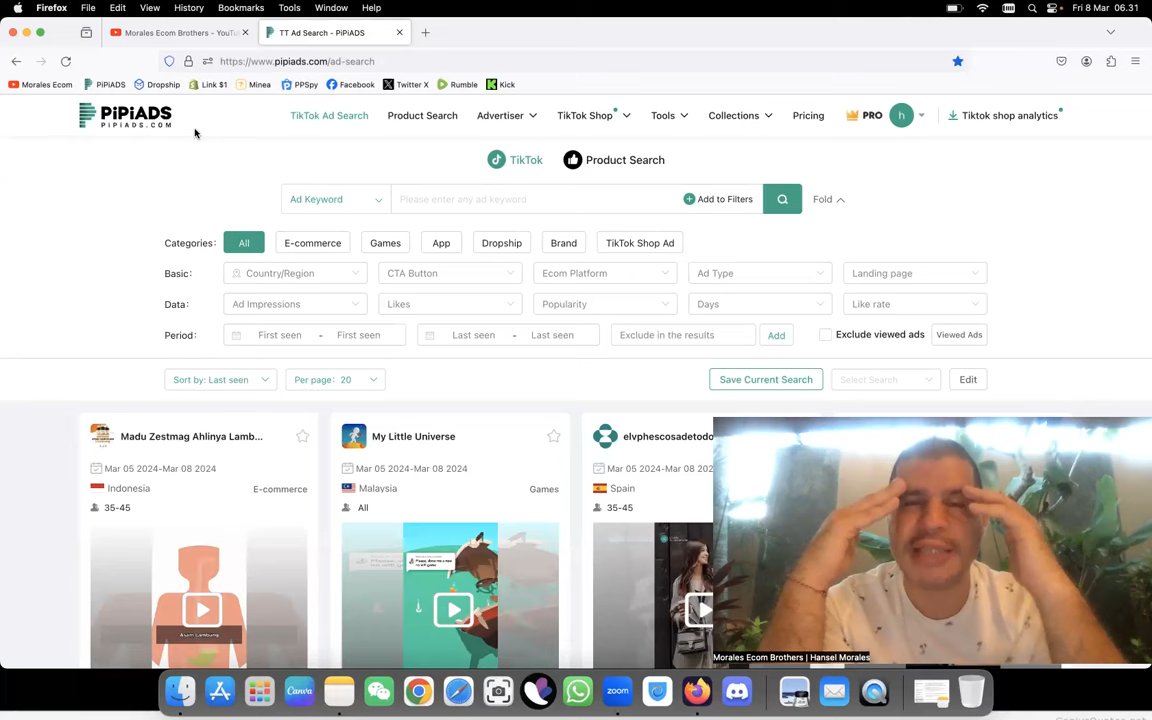 Firefox File Edit View History Bookmarks Tools Window Help Fri 8 Mar 06.31
Morales Ecom Brothers - YouTu
TT Ad Search - PiPiADS
https://www.pipiads.com/ad-search
Morales Ecom PiPiADS Dropship Link $1 Minea PPSpy Facebook Twitter X Rumble Kick
PiPiADS
PIPIADS.COM
TikTok Ad Search Product Search Advertiser TikTok Shop Tools Collections Pricing PRO h Tiktok shop analytics
TikTok Product Search
Ad Keyword Please enter any ad keyword Add to Filters Fold
Categories: All E-commerce Games App Dropship Brand TikTok Shop Ad
Basic: Country/Region CTA Button Ecom Platform Ad Type Landing page
Data: Ad Impressions Likes Popularity Days Like rate
Period: First seen - First seen Last seen - Last seen Exclude in the results Add Exclude viewed ads Viewed Ads
Sort by: Last seen Per page: 20 Save Current Search Select Search Edit
Madu Zestmag Ahlinya Lamb...
Mar 05 2024-Mar 08 2024
Indonesia E-commerce
35-45
Asam Lambung
My Little Universe
Mar 05 2024-Mar 08 2024
Malaysia Games
All
elvphescosadetodo
Mar 05 2024-Mar 08 202
Spain
35-45
Morales Ecom Brothers | Hansel Morales
Canva
zoom